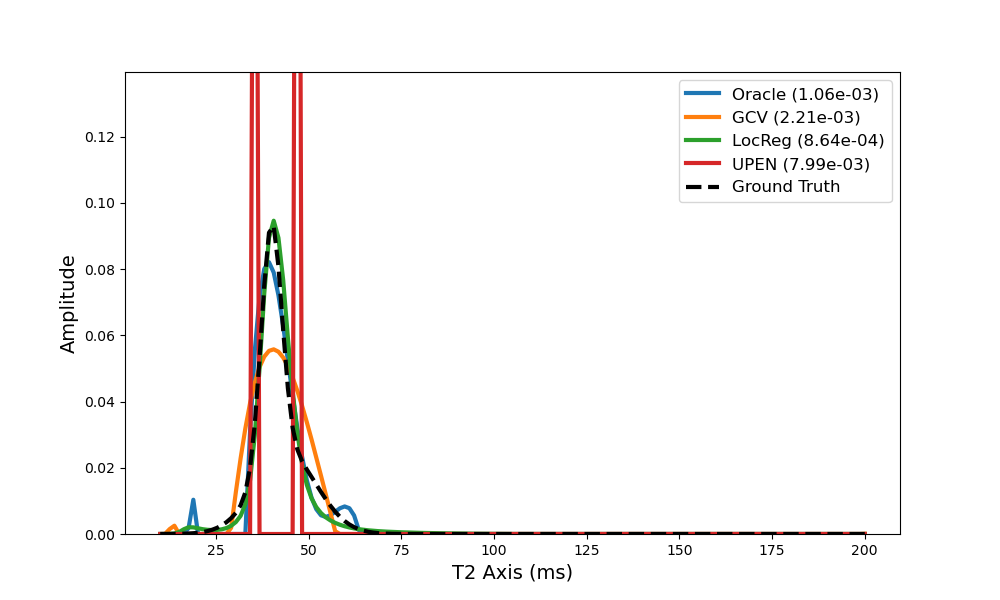 Oracle (1.06e-03)
GCV (2.21e-03)
LocReg (8.64e-04)
UPEN (7.99e-03)
Ground Truth
Amplitude
0.12
0.10
0.08
0.06
0.04
0.02
0.00
25 50 75 100 125 150 175 200
T2 Axis (ms)